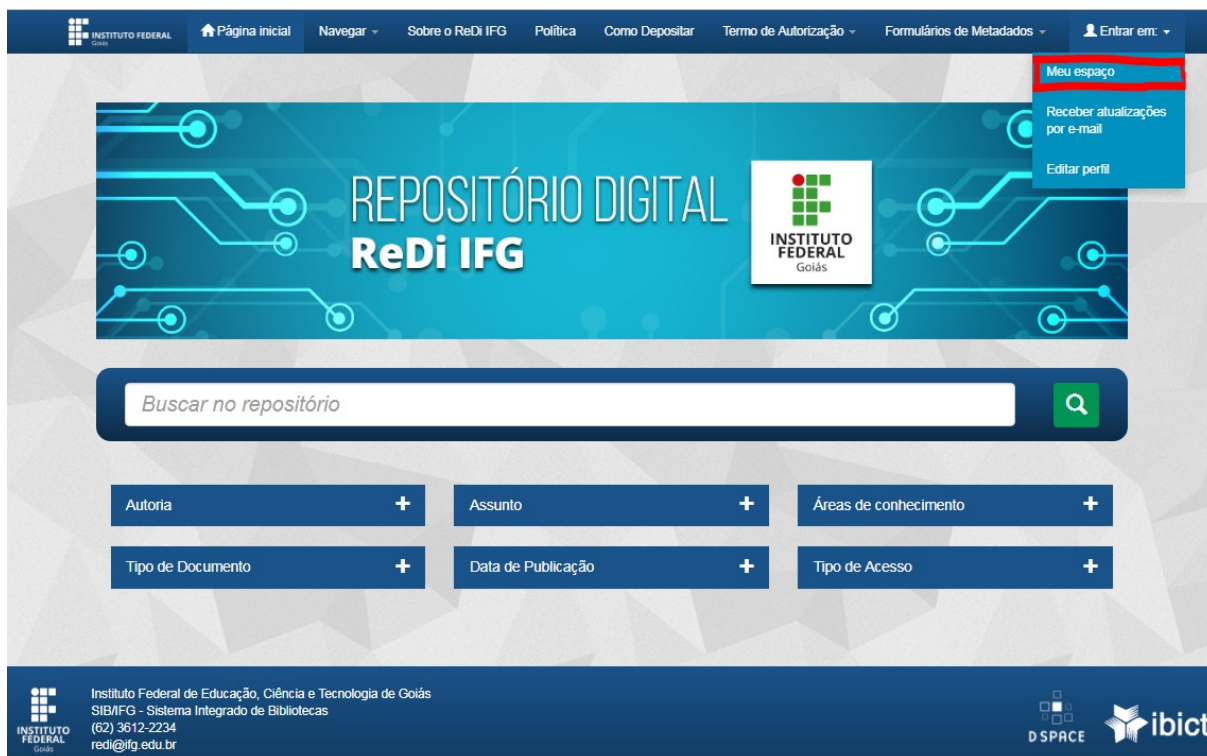 INSTITUTO FEDERAL
Goiás
Página inicial
Navegar
Sobre o ReDi IFG
Política
Como Depositar
Termo de Autorização
Formulários de Metadados
Entrar em:
Meu espaço
Receber atualizações
por e-mail
Editar perfil
REPOSITÓRIO DIGITAL
ReDi IFG
INSTITUTO
FEDERAL
Goiás
Buscar no repositório
Autoria
Assunto
Áreas de conhecimento
Tipo de Documento
Data de Publicação
Tipo de Acesso
INSTITUTO
FEDERAL
Goiás
Instituto Federal de Educação, Ciência e Tecnologia de Goiás
SIB/IFG - Sistema Integrado de Bibliotecas
(62) 3612-2234
redi@ifg.edu.br
DSPACE
ibict